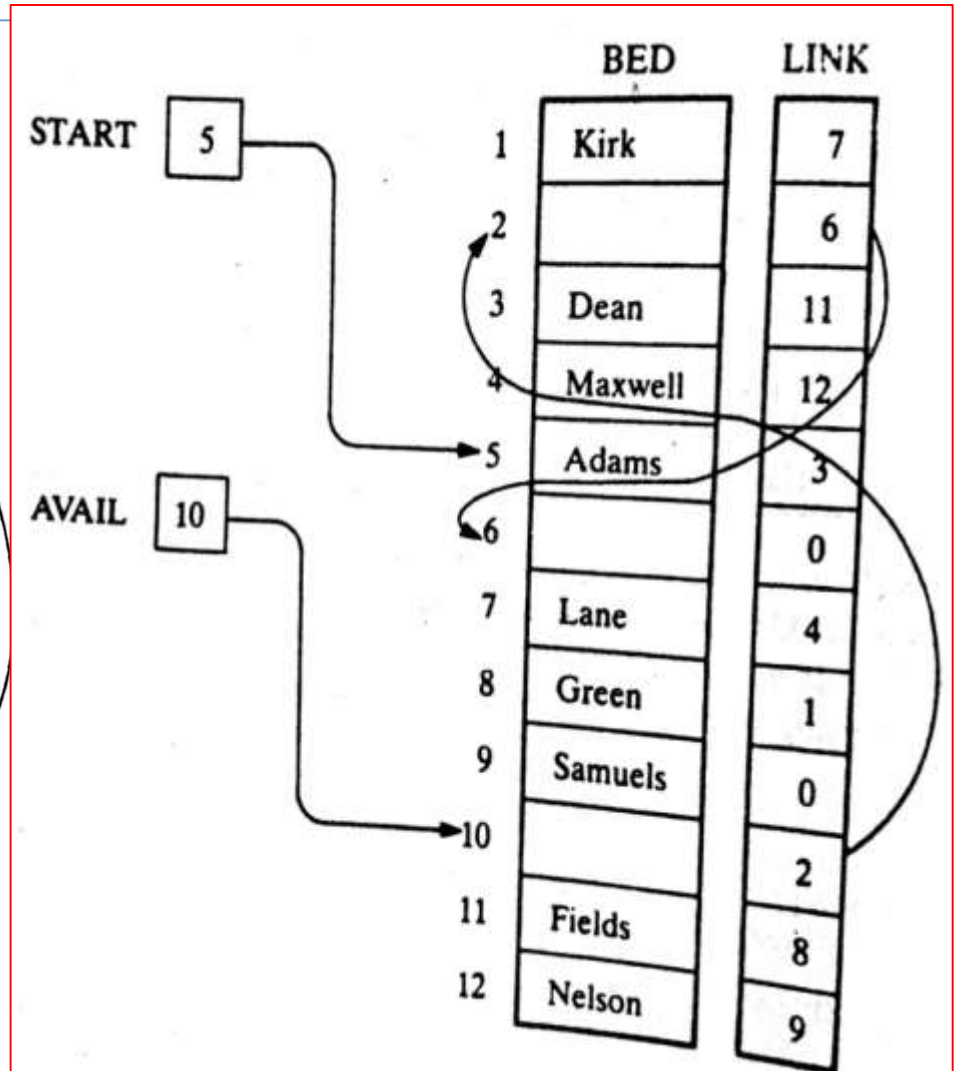 BED LINK
START 5
1 Kirk 7
2 6
3 Dean 11
4 Maxwell 12
5 Adams 3
AVAIL 10
6 0
7 Lane 4
8 Green 1
9 Samuels 0
10 2
11 Fields 8
12 Nelson 9